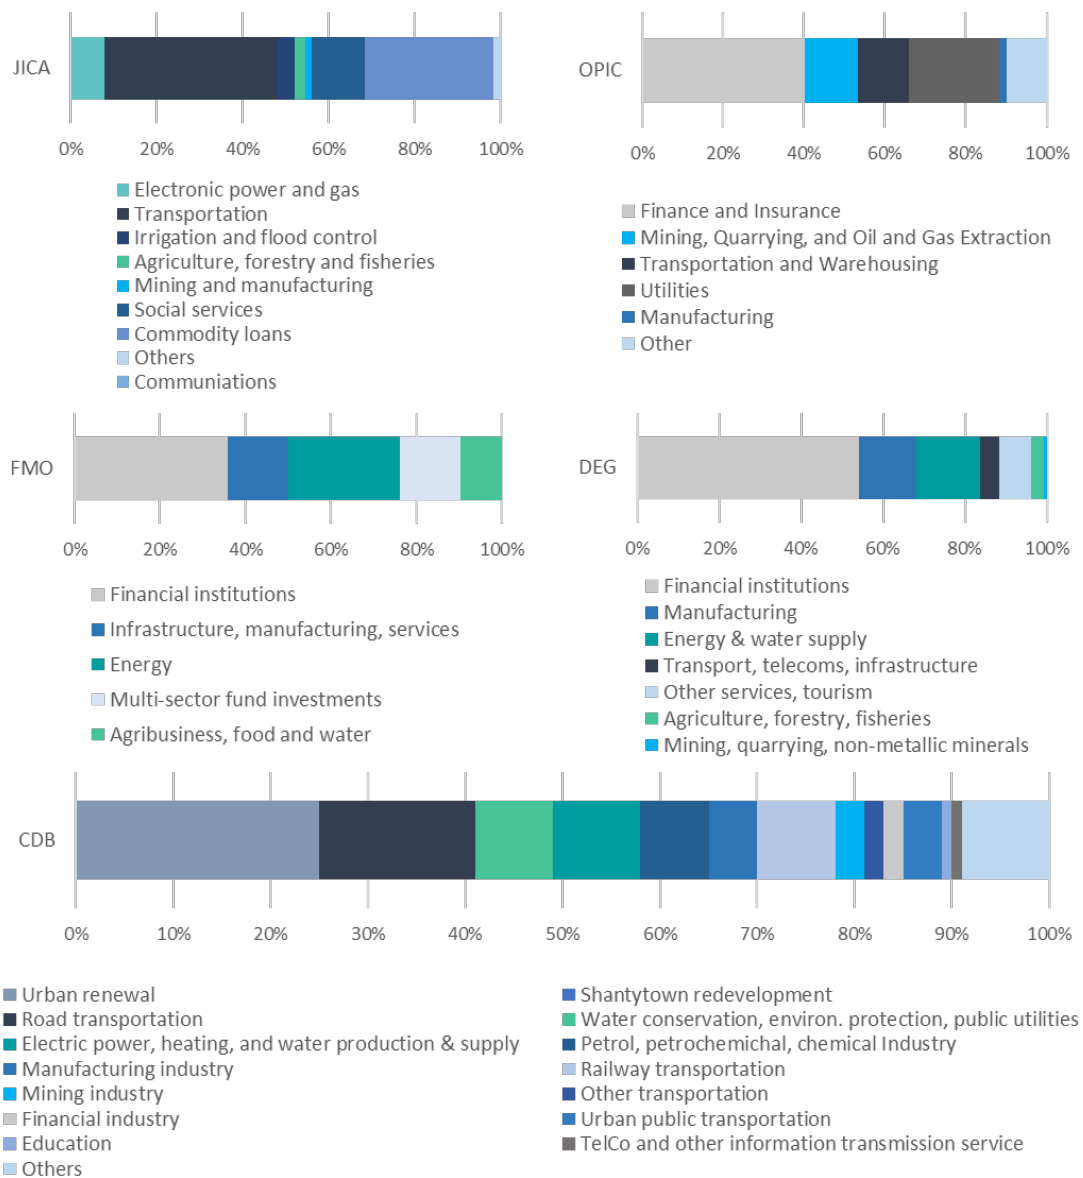 JICA
0% 20% 40% 60% 80% 100%
Electronic power and gas
Transportation
Irrigation and flood control
Agriculture, forestry and fisheries
Mining and manufacturing
Social services
Commodity loans
Others
Communiations
OPIC
0% 20% 40% 60% 80% 100%
Finance and Insurance
Mining, Quarrying, and Oil and Gas Extraction
Transportation and Warehousing
Utilities
Manufacturing
Other
FMO
0% 20% 40% 60% 80% 100%
Financial institutions
Infrastructure, manufacturing, services
Energy
Multi-sector fund investments
Agribusiness, food and water
DEG
0% 20% 40% 60% 80% 100%
Financial institutions
Manufacturing
Energy & water supply
Transport, telecoms, infrastructure
Other services, tourism
Agriculture, forestry, fisheries
Mining, quarrying, non-metallic minerals
CDB
0% 10% 20% 30% 40% 50% 60% 70% 80% 90% 100%
Urban renewal
Road transportation
Electric power, heating, and water production & supply
Manufacturing industry
Mining industry
Financial industry
Education
Others
Shantytown redevelopment
Water conservation, environ. protection, public utilities
Petrol, petrochemichal, chemical Industry
Railway transportation
Other transportation
Urban public transportation
TelCo and other information transmission service